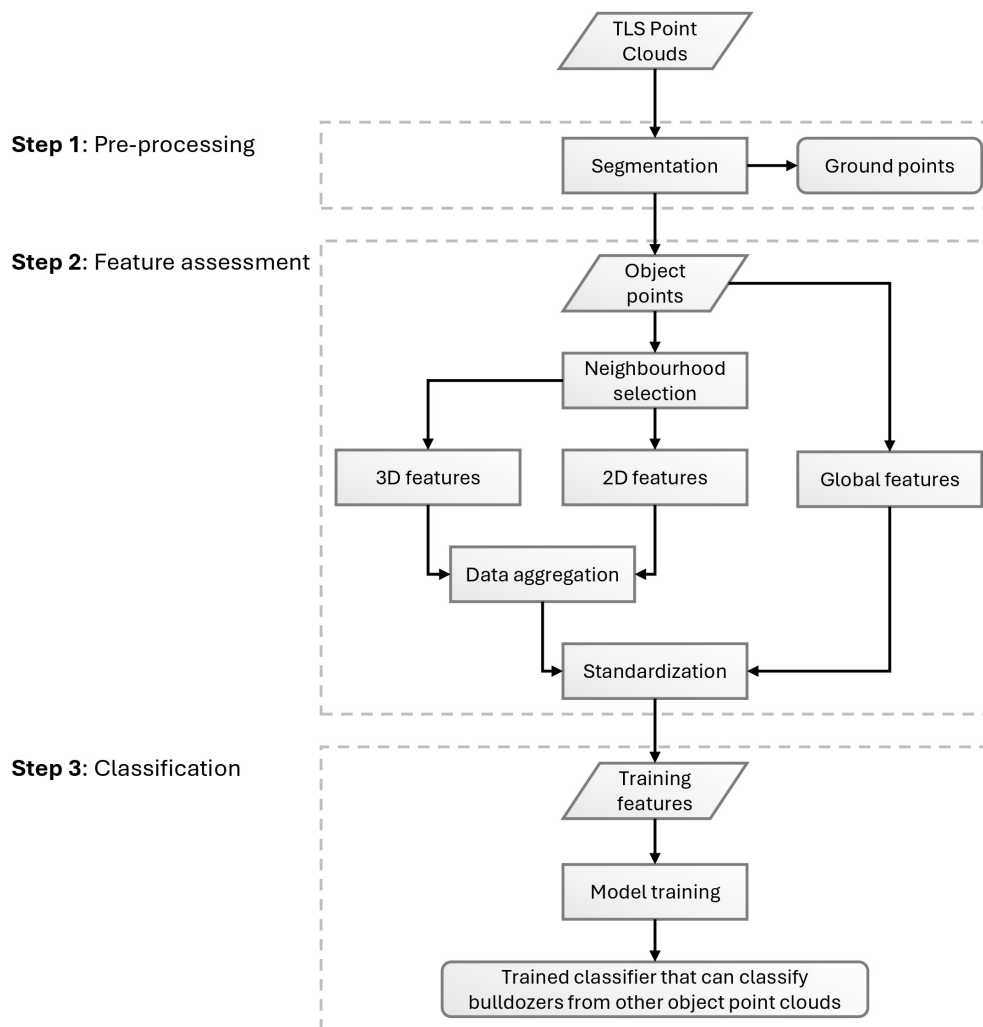 TLS Point
Clouds
Step 1: Pre-processing
Segmentation
Ground points
Step 2: Feature assessment
Object
points
Neighbourhood
selection
3D features
2D features
Global features
Data aggregation
Standardization
Step 3: Classification
Training
features
Model training
Trained classifier that can classify
bulldozers from other object point clouds